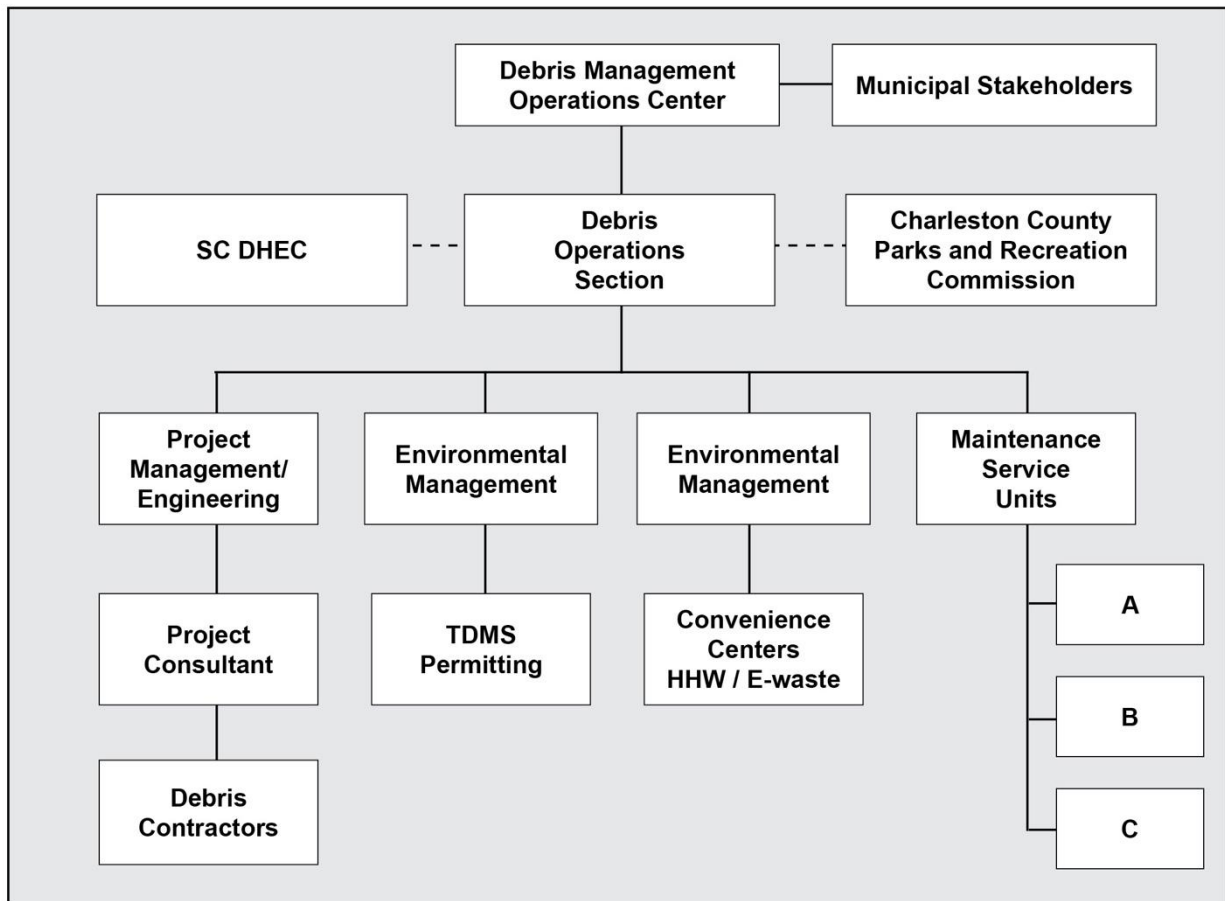 Debris Management
Operations Center
Municipal Stakeholders
SC DHEC
Debris
Operations
Section
Charleston County
Parks and Recreation
Commission
Project
Management/
Engineering
Environmental
Management
Environmental
Management
Maintenance
Service
Units
Project
Consultant
TDMS
Permitting
Convenience
Centers
HHW / E-waste
A
B
Debris
Contractors
C